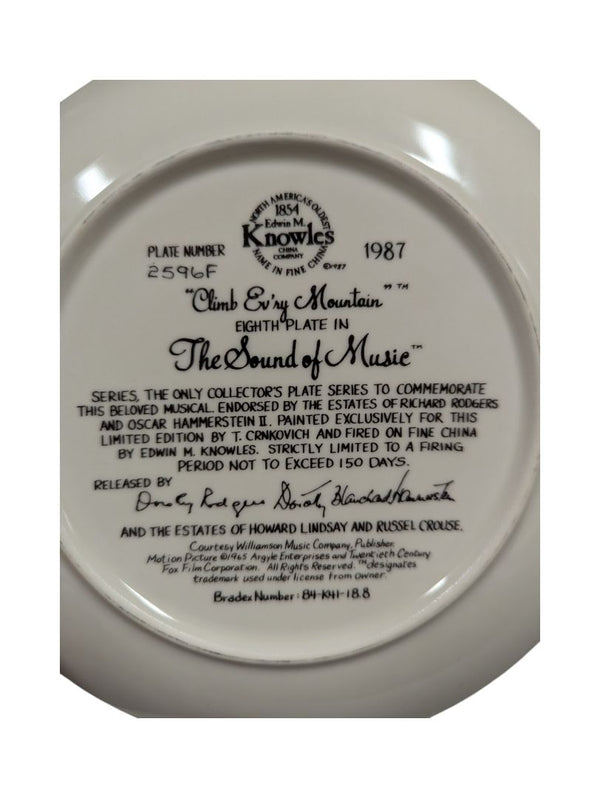 NORTH AMERICA'S OLDEST
1854
Edwin M.
Knowles
CHINA
COMPANY
NAME IN FINE CHINA
©1987
PLATE NUMBER
2596F
1987
"Climb Ev'ry Mountain"™
EIGHTH PLATE IN
The Sound of Music™
SERIES, THE ONLY COLLECTOR'S PLATE SERIES TO COMMEMORATE
THIS BELOVED MUSICAL. ENDORSED BY THE ESTATES OF RICHARD RODGERS
AND OSCAR HAMMERSTEIN II. PAINTED EXCLUSIVELY FOR THIS
LIMITED EDITION BY T. CRNKOVICH AND FIRED ON FINE CHINA
BY EDWIN M. KNOWLES. STRICTLY LIMITED TO A FIRING
PERIOD NOT TO EXCEED 150 DAYS.
RELEASED BY
Dorothy Rodgers Dorothy Blanchard Hammerstein
AND THE ESTATES OF HOWARD LINDSAY AND RUSSEL CROUSE.
Courtesy Williamson Music Company, Publisher.
Motion Picture ©1965 Argyle Enterprises and Twentieth Century
Fox Film Corporation. All Rights Reserved. ™designates
trademark used under license from owner.
Bradex Number: 84-K41-18.8